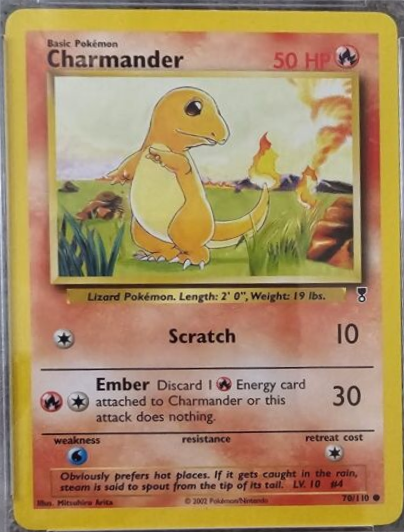 Basic Pokémon
Charmander 50 HP
Lizard Pokémon. Length: 2' 0", Weight: 19 lbs.
Scratch 10
Ember Discard 1 Energy card
attached to Charmander or this
attack does nothing.
30
weakness resistance retreat cost
Obviously prefers hot places. If it gets caught in the rain,
steam is said to spout from the tip of its tail. LV. 10 #4
Illus. Mitsuhiro Arita © 2002 Pokémon/Nintendo 70/110